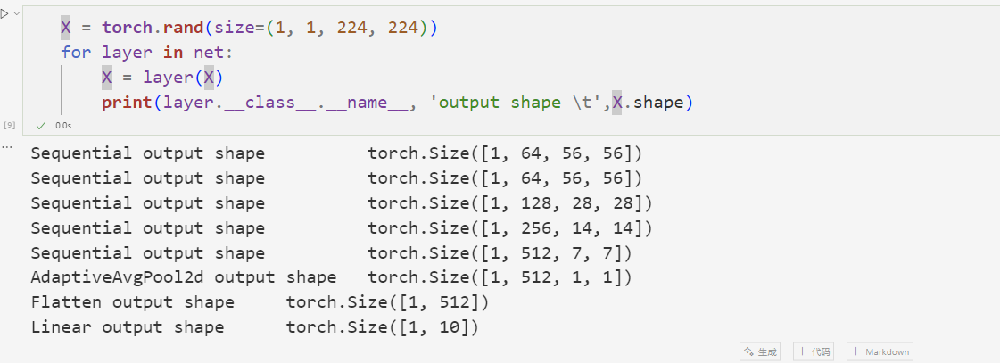 X = torch.rand(size=(1, 1, 224, 224))
for layer in net:
    X = layer(X)
    print(layer.__class__.__name__, 'output shape \t',X.shape)
[9]
0.0s
...
Sequential output shape          torch.Size([1, 64, 56, 56])
Sequential output shape          torch.Size([1, 64, 56, 56])
Sequential output shape          torch.Size([1, 128, 28, 28])
Sequential output shape          torch.Size([1, 256, 14, 14])
Sequential output shape          torch.Size([1, 512, 7, 7])
AdaptiveAvgPool2d output shape   torch.Size([1, 512, 1, 1])
Flatten output shape     torch.Size([1, 512])
Linear output shape      torch.Size([1, 10])
生成 + 代码 + Markdown